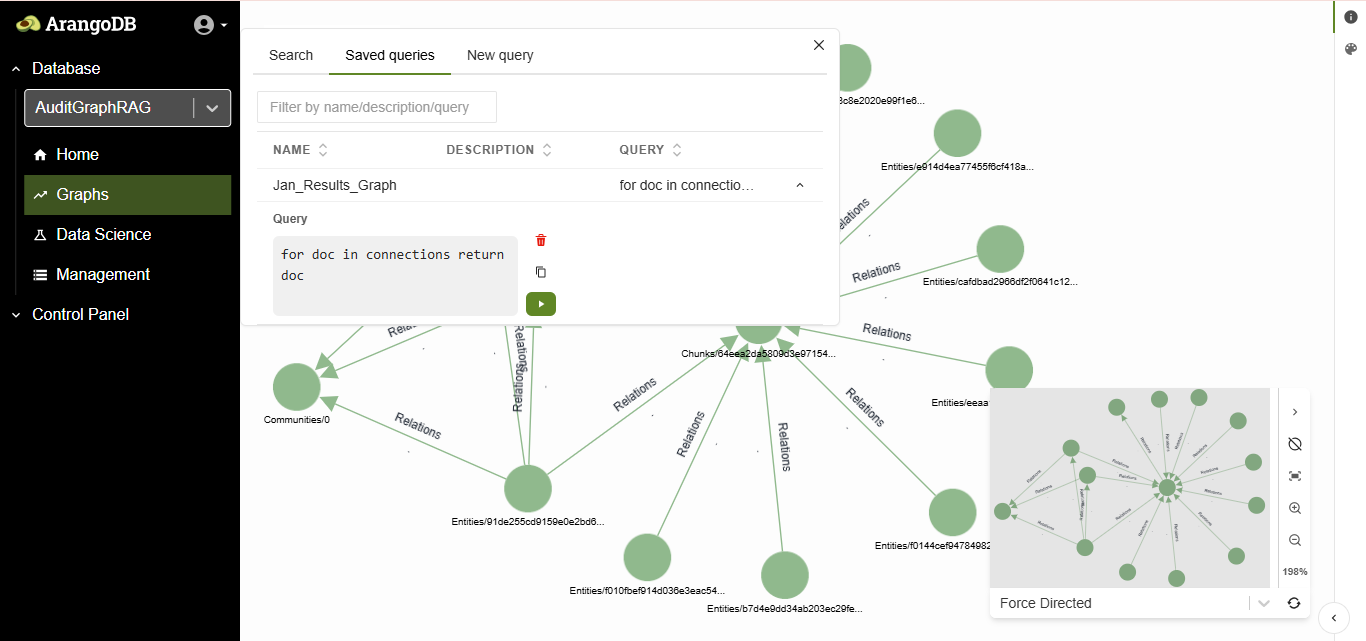 ArangoDB
Database
AuditGraphRAG
Home
Graphs
Data Science
Management
Control Panel
Search
Saved queries
New query
Filter by name/description/query
NAME
DESCRIPTION
QUERY
Jan_Results_Graph
for doc in connectio...
Query
for doc in connections return
doc
3c8e2020e99f1e6...
Entities/e914d4ea77455f6cf418a...
Relations
Entities/cafdbad2966df2f0641c12...
Relations
Relations
Chunks/64eea2da5809d3e97154...
Relations
Relations
Communities/0
Relations
Relations
Relations
Relations
Relations
Entities/91de255cd9159e0e2bd6...
Entities/f010fbef914d036e3eac54...
Entities/b7d4e9dd34ab203ec29fe...
Entities/f0144cef94784982
Entities/eeaa
198%
Force Directed